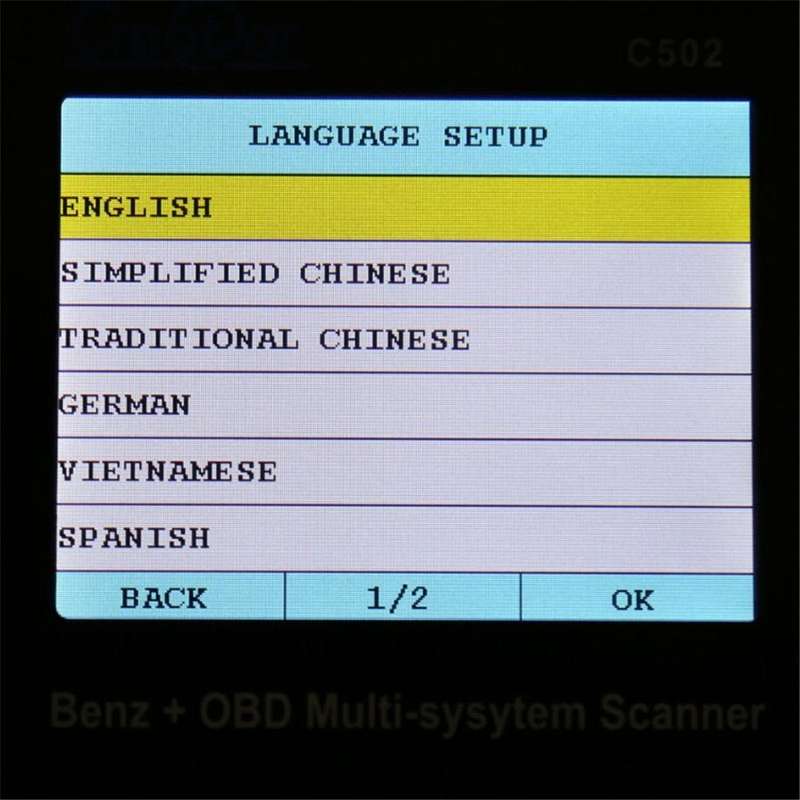 C502
LANGUAGE SETUP
ENGLISH
SIMPLIFIED CHINESE
TRADITIONAL CHINESE
GERMAN
VIETNAMESE
SPANISH
BACK 1/2 OK
Benz + OBD Multi-sysytem Scanner